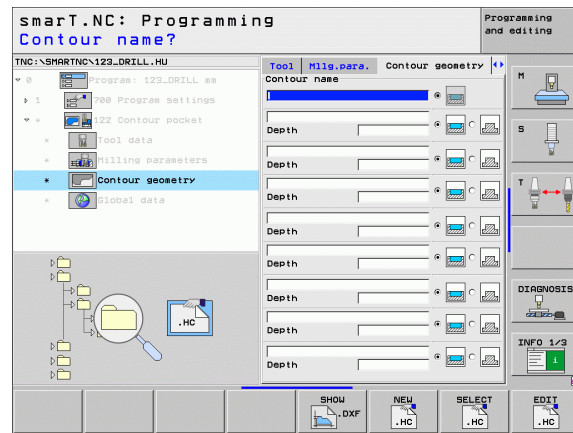 smarT.NC: Programming
Programming and editing
Contour name?
TNC:\SMARTNC\123_DRILL.HU
Tool Mllg.para. Contour geometry
0 Program: 123_DRILL mm
1 700 Program settings
* 122 Contour pocket
* Tool data
* Milling parameters
* Contour geometry
* Global data
Contour name
Depth
Depth
Depth
Depth
Depth
Depth
Depth
Depth
.HC
M
S
T
DIAGNOSIS
INFO 1/3
SHOW .DXF
NEW .HC
SELECT .HC
EDIT .HC